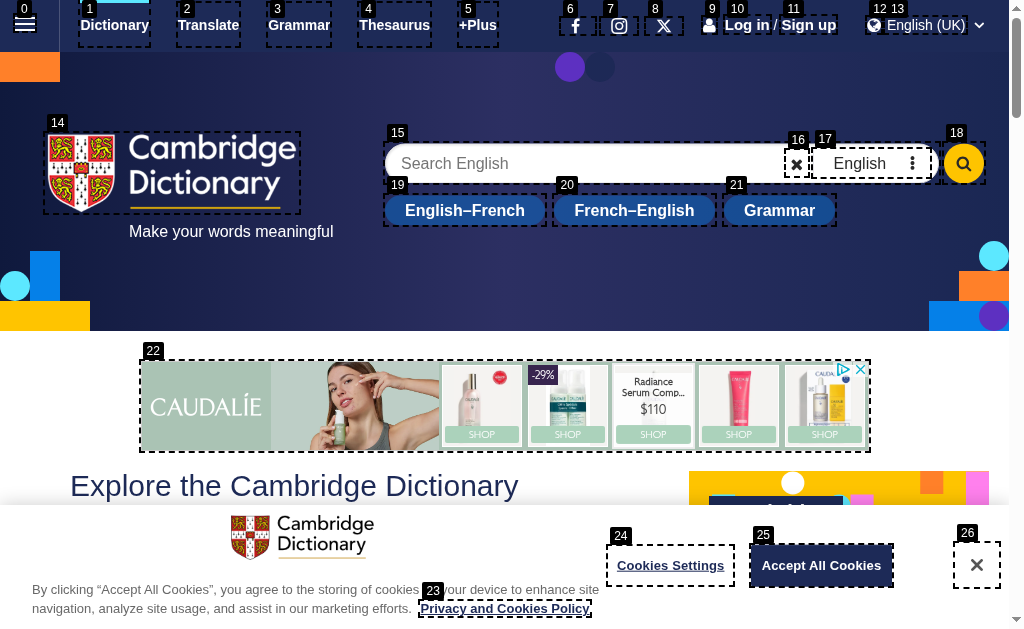 0
1
2
3
4
5
6
7
8
9
10
11
12
13
Dictionary
Translate
Grammar
Thesaurus
+Plus
Log in / Sign up
English (UK)
14
15
16
17
18
Cambridge
Dictionary
Make your words meaningful
Search English
English
19
20
21
English–French
French–English
Grammar
22
CAUDALÍE
-29%
Radiance
Serum Comp...
$110
SHOP
SHOP
SHOP
SHOP
SHOP
Explore the Cambridge Dictionary
Cambridge
Dictionary
23
24
25
26
Cookies Settings
Accept All Cookies
By clicking “Accept All Cookies”, you agree to the storing of cookies your device to enhance site
navigation, analyze site usage, and assist in our marketing efforts. Privacy and Cookies Policy